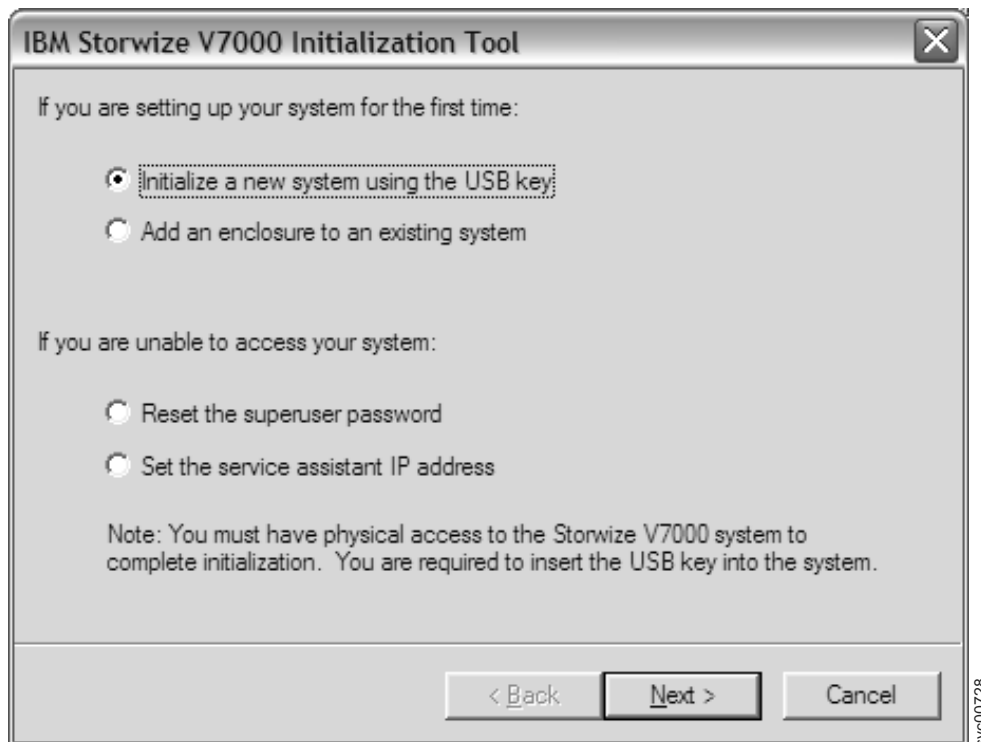 IBM Storwize V7000 Initialization Tool
If you are setting up your system for the first time:
Initialize a new system using the USB key
Add an enclosure to an existing system
If you are unable to access your system:
Reset the superuser password
Set the service assistant IP address
Note: You must have physical access to the Storwize V7000 system to
complete initialization. You are required to insert the USB key into the system.
< Back
Next >
Cancel
svc00728